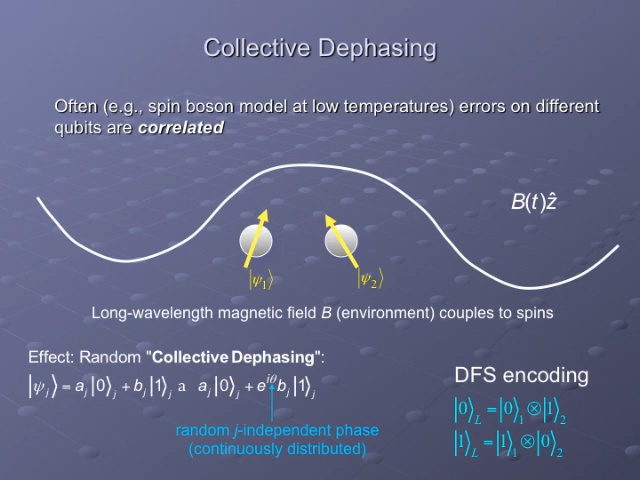 Collective Dephasing
Often (e.g., spin boson model at low temperatures) errors on different
qubits are correlated
B(t)ẑ
|ψ₁⟩
|ψ₂⟩
Long-wavelength magnetic field B (environment) couples to spins
Effect: Random "Collective Dephasing":
|ψⱼ⟩ = aⱼ|0⟩ⱼ + bⱼ|1⟩ⱼ a aⱼ|0⟩ⱼ + e^{iθ}bⱼ|1⟩ⱼ
random j-independent phase
(continuously distributed)
DFS encoding
|0⟩_L = |0⟩₁ ⊗ |1⟩₂
|1⟩_L = |1⟩₁ ⊗ |0⟩₂